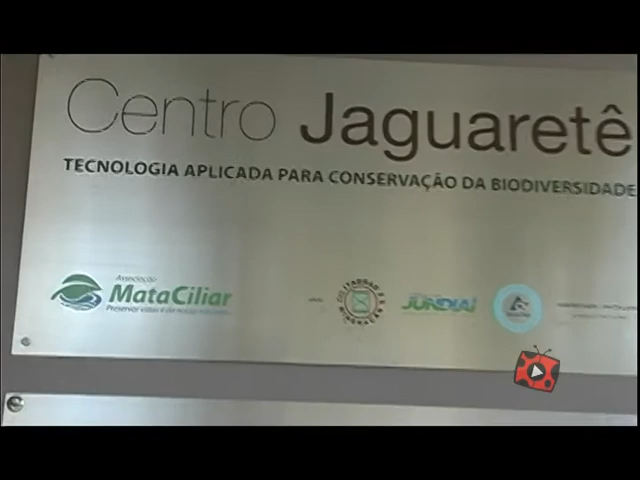 Centro Jaguaretê
TECNOLOGIA APLICADA PARA CONSERVAÇÃO DA BIODIVERSIDADE
Associação
MataCiliar
JUNDIAÍ